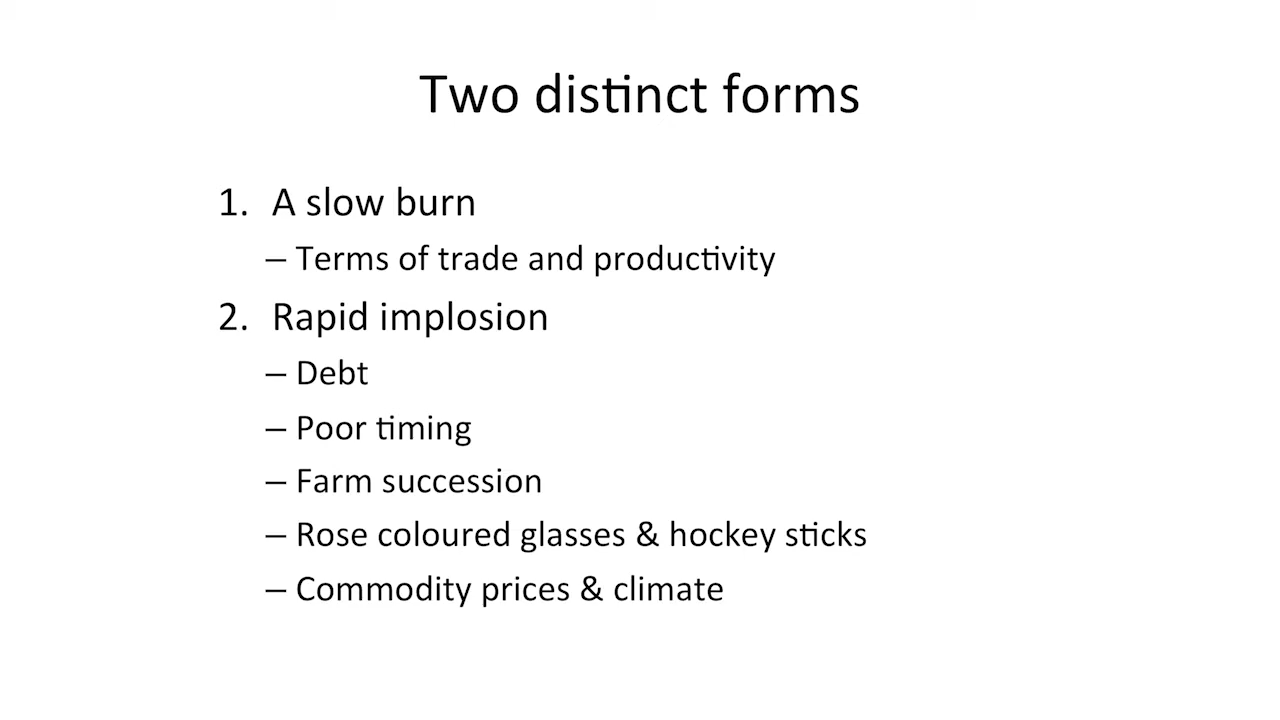 Two distinct forms
1. A slow burn
– Terms of trade and productivity
2. Rapid implosion
– Debt
– Poor timing
– Farm succession
– Rose coloured glasses & hockey sticks
– Commodity prices & climate